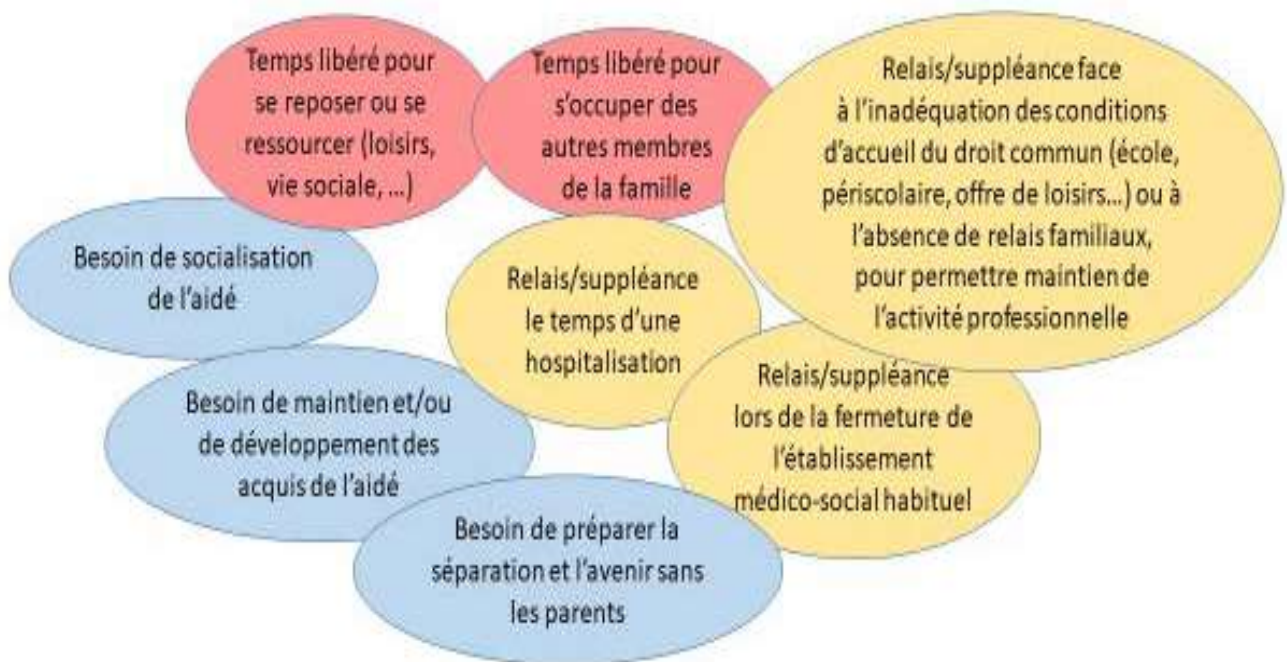 Temps libéré pour
se reposer ou se
ressourcer (loisirs,
vie sociale, ...)
Temps libéré pour
s'occuper des
autres membres
de la famille
Relais/suppléance face
à l'inadéquation des conditions
d'accueil du droit commun (école,
périscolaire, offre de loisirs...) ou à
l'absence de relais familiaux,
pour permettre maintien de
l'activité professionnelle
Besoin de socialisation
de l'aidé
Relais/suppléance
le temps d'une
hospitalisation
Relais/suppléance
lors de la fermeture de
l'établissement
médico-social habituel
Besoin de maintien et/ou
de développement des
acquis de l'aidé
Besoin de préparer la
séparation et l'avenir sans
les parents